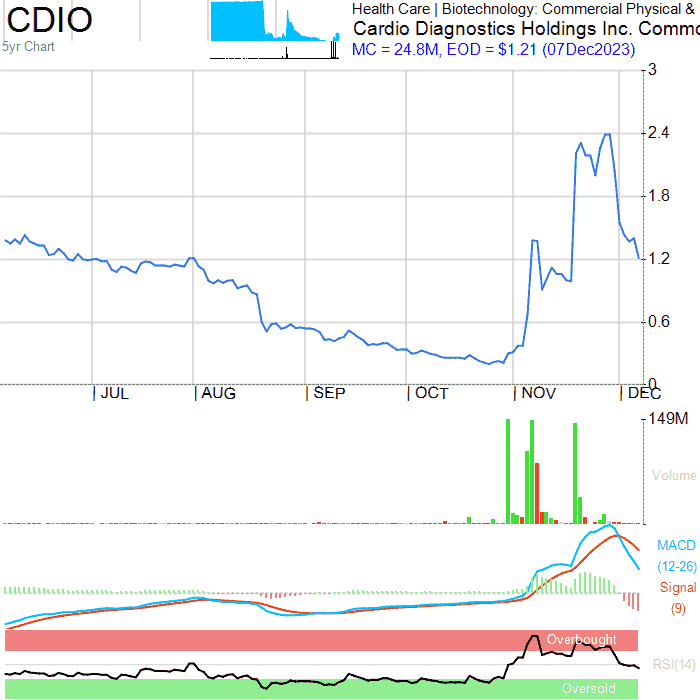 CDIO
5yr Chart
Health Care | Biotechnology: Commercial Physical &
Cardio Diagnostics Holdings Inc. Commo
MC = 24.8M, EOD = $1.21 (07Dec2023)
3
2.4
1.8
1.2
0.6
0
| JUL | AUG | SEP | OCT | NOV | DEC
149M
Volume
MACD
(12-26)
Signal
(9)
Overbought
RSI(14)
Oversold